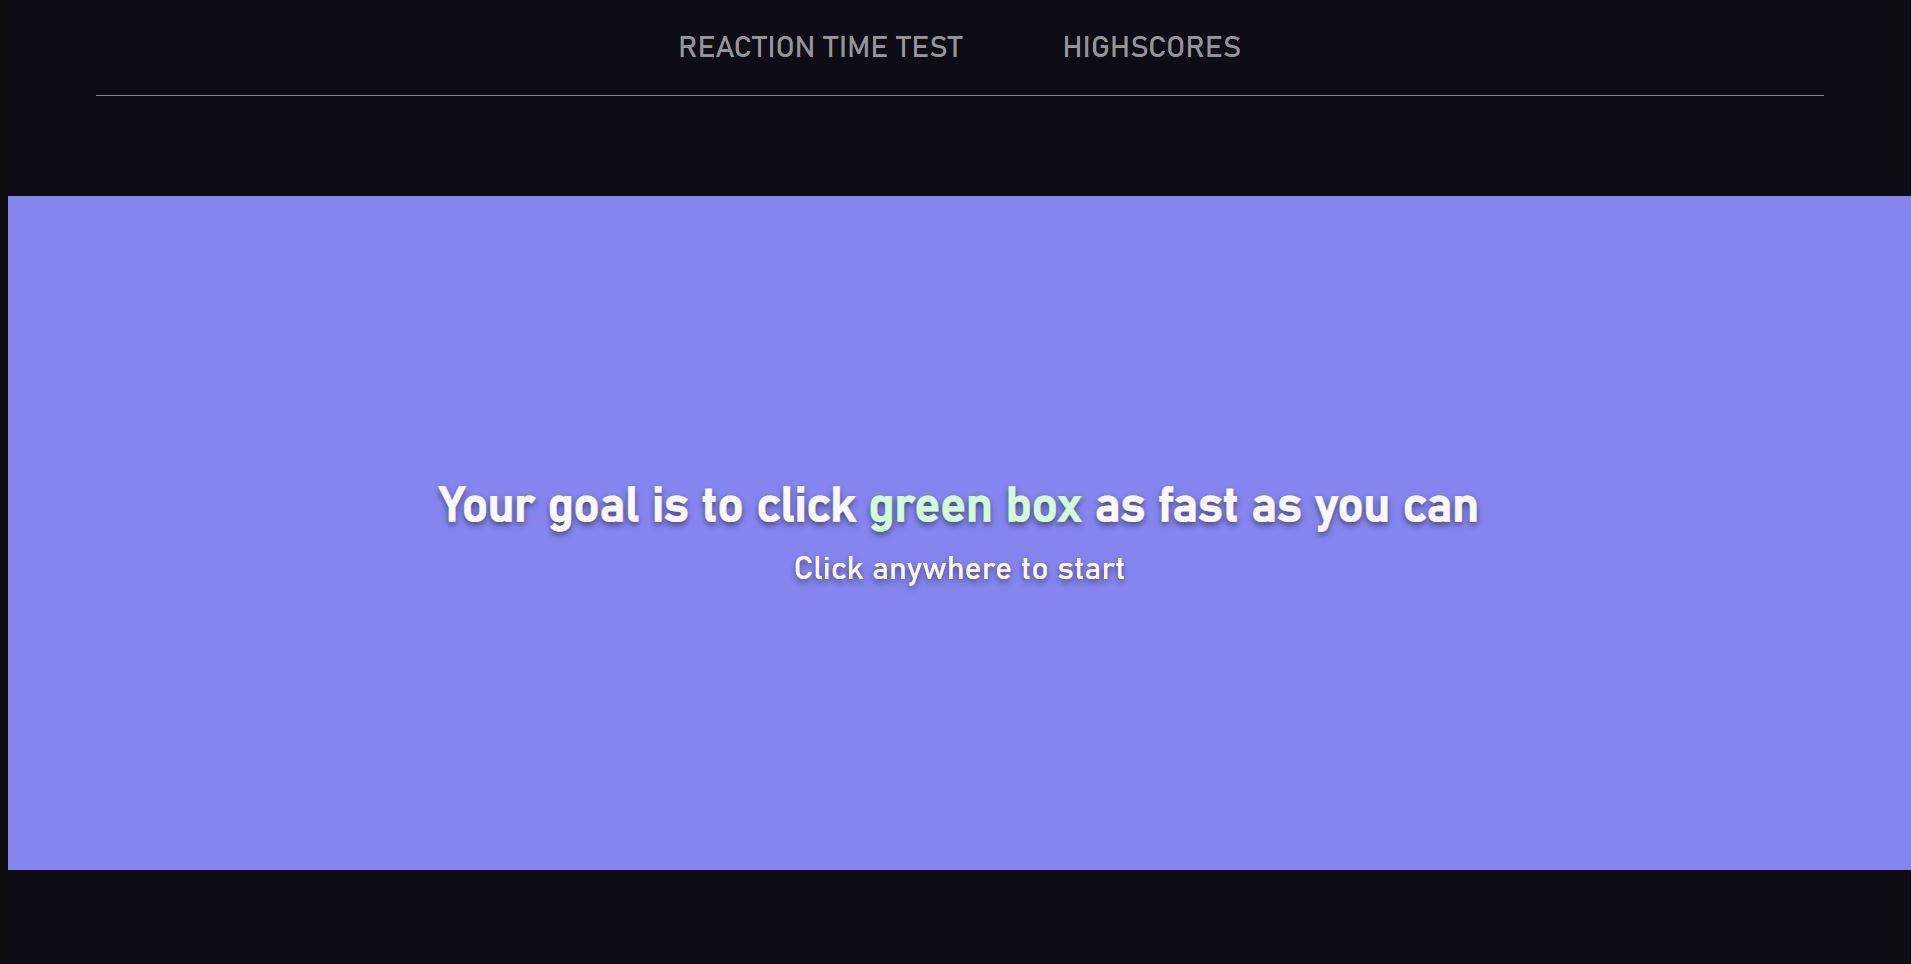 REACTION TIME TEST HIGHSCORES
Your goal is to click green box as fast as you can
Click anywhere to start